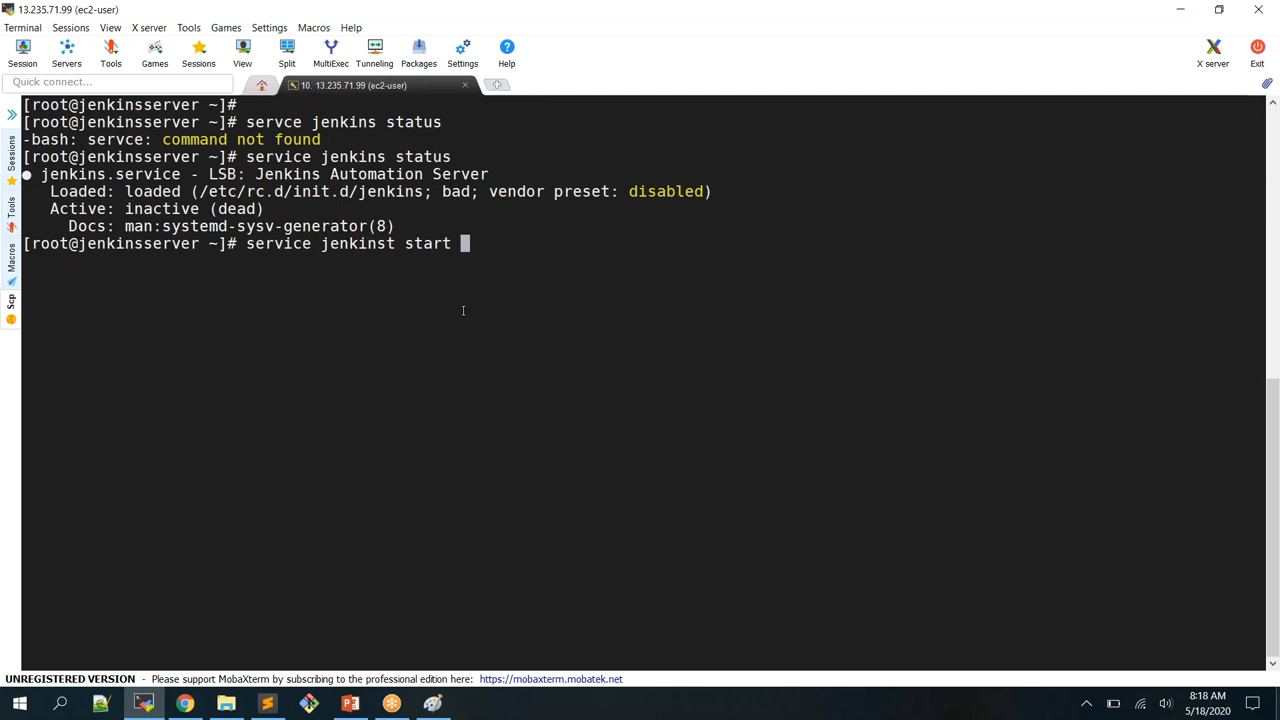 13.235.71.99 (ec2-user)
Terminal Sessions View X server Tools Games Settings Macros Help
Session Servers Tools Games Sessions View Split MultiExec Tunneling Packages Settings Help X server Exit
Quick connect...
10. 13.235.71.99 (ec2-user)
[root@jenkinsserver ~]#
[root@jenkinsserver ~]# servce jenkins status
-bash: servce: command not found
[root@jenkinsserver ~]# service jenkins status
● jenkins.service - LSB: Jenkins Automation Server
Loaded: loaded (/etc/rc.d/init.d/jenkins; bad; vendor preset: disabled)
Active: inactive (dead)
Docs: man:systemd-sysv-generator(8)
[root@jenkinsserver ~]# service jenkinst start
Sessions
Tools
Macros
Scp
UNREGISTERED VERSION - Please support MobaXterm by subscribing to the professional edition here: https://mobaxterm.mobatek.net
8:18 AM
5/18/2020